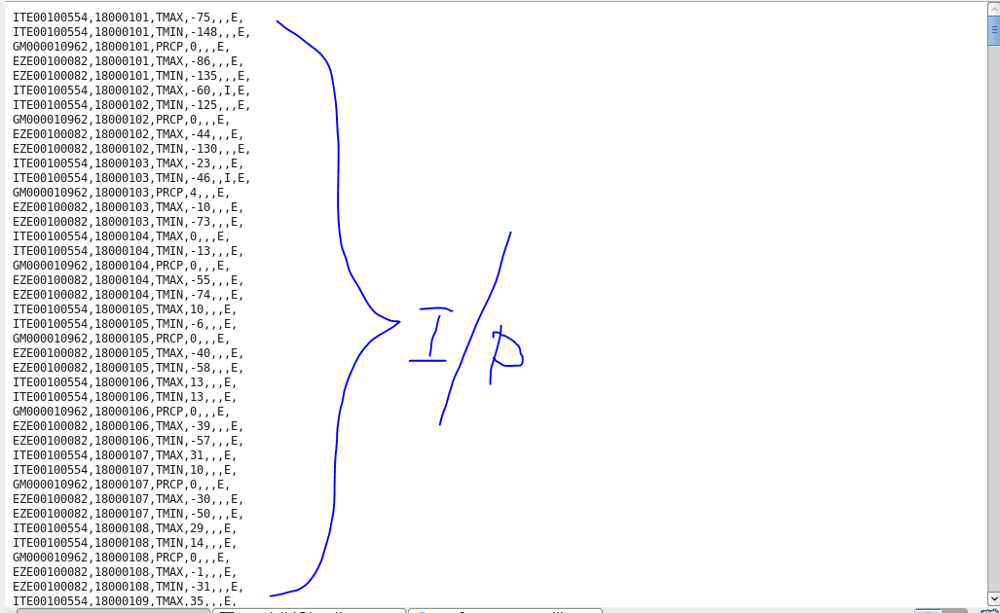 ITE00100554,18000101,TMAX,-75,,,E,
ITE00100554,18000101,TMIN,-148,,,E,
GM000010962,18000101,PRCP,0,,,E,
EZE00100082,18000101,TMAX,-86,,,E,
EZE00100082,18000101,TMIN,-135,,,E,
ITE00100554,18000102,TMAX,-60,,I,E,
ITE00100554,18000102,TMIN,-125,,,E,
GM000010962,18000102,PRCP,0,,,E,
EZE00100082,18000102,TMAX,-44,,,E,
EZE00100082,18000102,TMIN,-130,,,E,
ITE00100554,18000103,TMAX,-23,,,E,
ITE00100554,18000103,TMIN,-46,,I,E,
GM000010962,18000103,PRCP,4,,,E,
EZE00100082,18000103,TMAX,-10,,,E,
EZE00100082,18000103,TMIN,-73,,,E,
ITE00100554,18000104,TMAX,0,,,E,
ITE00100554,18000104,TMIN,-13,,,E,
GM000010962,18000104,PRCP,0,,,E,
EZE00100082,18000104,TMAX,-55,,,E,
EZE00100082,18000104,TMIN,-74,,,E,
ITE00100554,18000105,TMAX,10,,,E,
ITE00100554,18000105,TMIN,-6,,,E,
GM000010962,18000105,PRCP,0,,,E,
EZE00100082,18000105,TMAX,-40,,,E,
EZE00100082,18000105,TMIN,-58,,,E,
ITE00100554,18000106,TMAX,13,,,E,
ITE00100554,18000106,TMIN,13,,,E,
GM000010962,18000106,PRCP,0,,,E,
EZE00100082,18000106,TMAX,-39,,,E,
EZE00100082,18000106,TMIN,-57,,,E,
ITE00100554,18000107,TMAX,31,,,E,
ITE00100554,18000107,TMIN,10,,,E,
GM000010962,18000107,PRCP,0,,,E,
EZE00100082,18000107,TMAX,-30,,,E,
EZE00100082,18000107,TMIN,-50,,,E,
ITE00100554,18000108,TMAX,29,,,E,
ITE00100554,18000108,TMIN,14,,,E,
GM000010962,18000108,PRCP,0,,,E,
EZE00100082,18000108,TMAX,-1,,,E,
EZE00100082,18000108,TMIN,-31,,,E,
ITE00100554,18000109,TMAX,35,,,E,
I/p